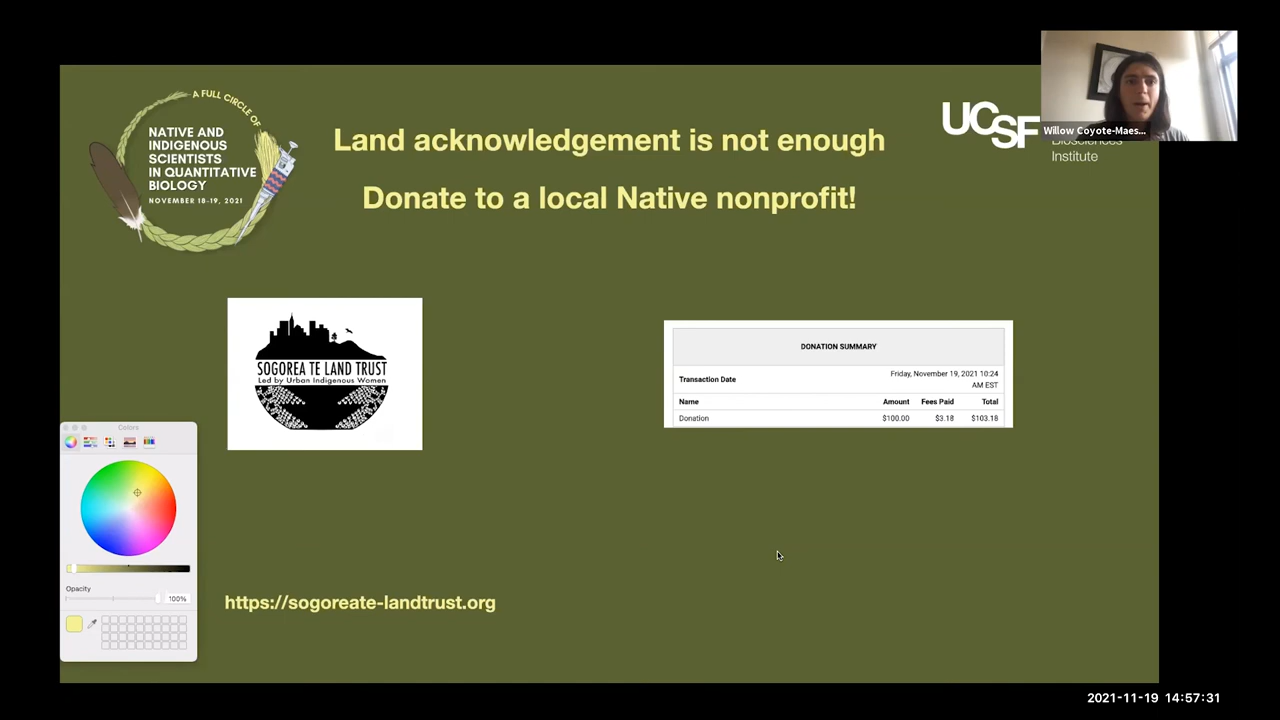 A FULL CIRCLE OF
NATIVE AND
INDIGENOUS
SCIENTISTS
IN QUANTITATIVE
BIOLOGY
NOVEMBER 18-19, 2021
Land acknowledgement is not enough
Donate to a local Native nonprofit!
UCSF
Biosciences
Institute
Willow Coyote-Maes...
SOGOREA TE LAND TRUST
Led by Urban Indigenous Women
DONATION SUMMARY
Transaction Date Friday, November 19, 2021 10:24
AM EST
Name Amount Fees Paid Total
Donation $100.00 $3.18 $103.18
Colors
Opacity
100%
https://sogoreate-landtrust.org
2021-11-19 14:57:31